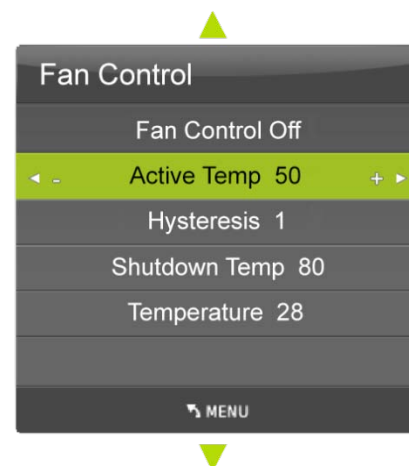 Fan Control
Fan Control Off
- Active Temp 50 +
Hysteresis 1
Shutdown Temp 80
Temperature 28
MENU